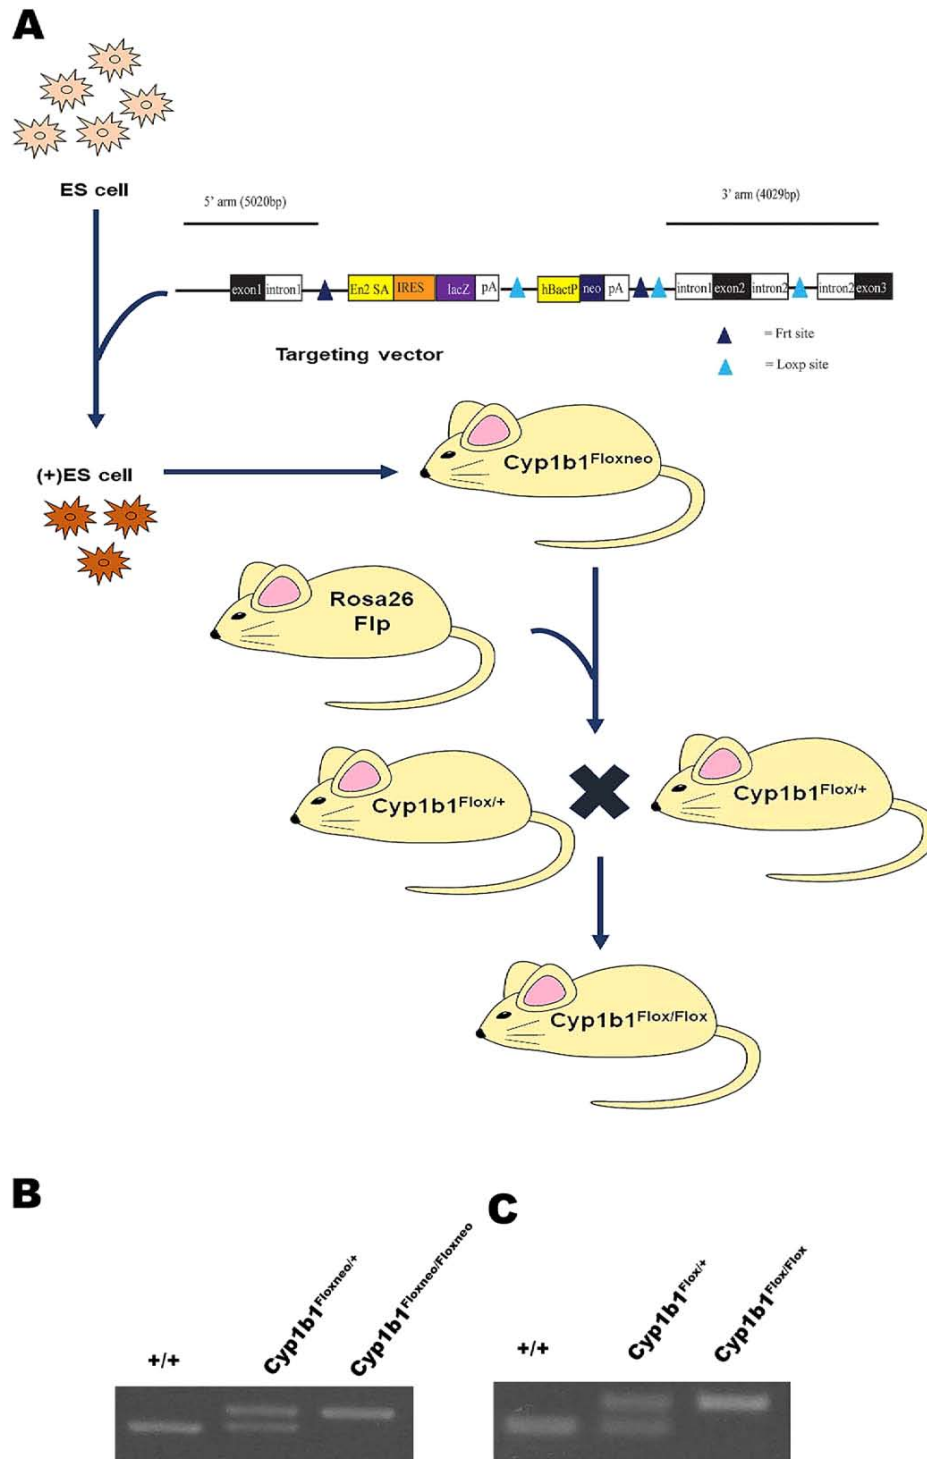 A
ES cell
5' arm (5020bp)
3' arm (4029bp)
exon1 intron1 En2 SA IRES lacZ pA hBactP neo pA intron1 exon2 intron2 intron2 exon3
Targeting vector
= Frt site
= Loxp site
(+)ES cell
Cyp1b1Floxneo
Rosa26
Flp
Cyp1b1Flox/+
Cyp1b1Flox/+
Cyp1b1Flox/Flox
B
+/+
Cyp1b1Floxneo/+
Cyp1b1Floxneo/Floxneo
C
+/+
Cyp1b1Flox/+
Cyp1b1Flox/Flox